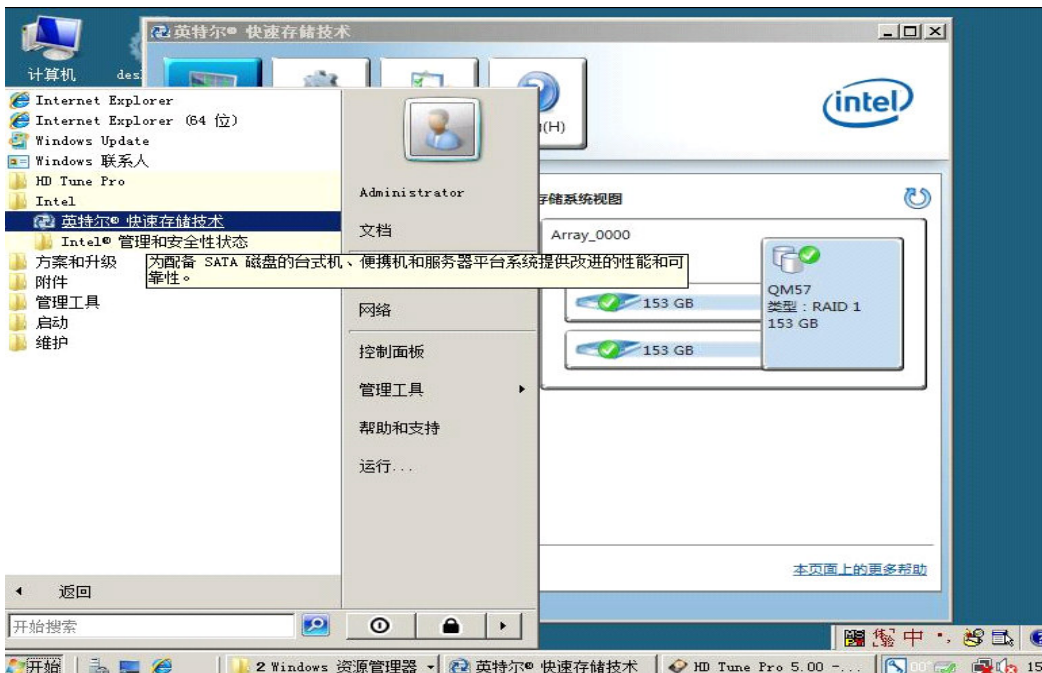 英特尔® 快速存储技术
计算机
des
(H)
intel
Internet Explorer
Internet Explorer (64 位)
Windows Update
Windows 联系人
HD Tune Pro
Intel
英特尔® 快速存储技术
Intel® 管理和安全性状态
方案和升级
附件
管理工具
启动
维护
为配备 SATA 磁盘的台式机、便携机和服务器平台系统提供改进的性能和可
靠性。
返回
开始搜索
Administrator
文档
网络
控制面板
管理工具
帮助和支持
运行...
存储系统视图
Array_0000
153 GB
153 GB
QM57
类型：RAID 1
153 GB
本页面上的更多帮助
中
开始
2 Windows 资源管理器
英特尔® 快速存储技术
HD Tune Pro 5.00 -...
15